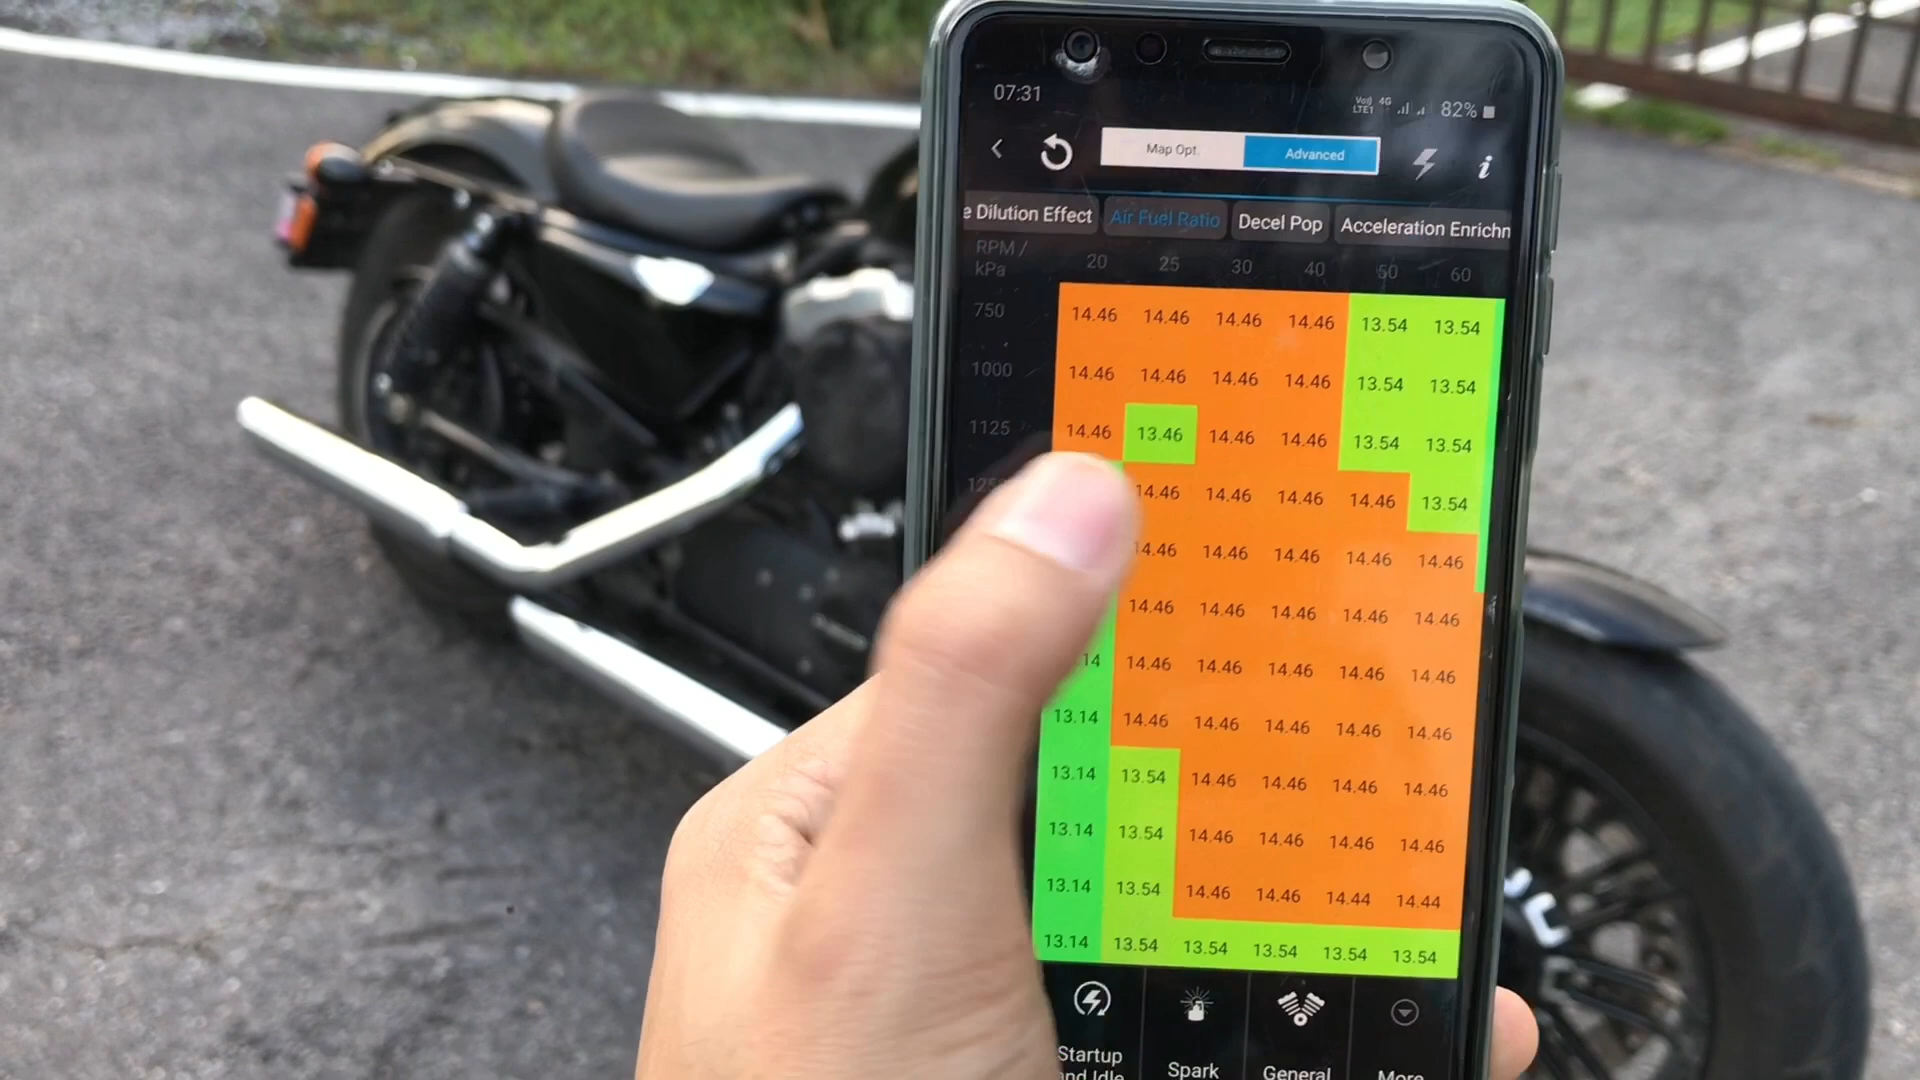 07:31 Voo) LTE1 4G 82%
Map Opt. Advanced i
e Dilution Effect Air Fuel Ratio Decel Pop Acceleration Enrichn
RPM /
kPa 20 25 30 40 50 60
750 14.46 14.46 14.46 14.46 13.54 13.54
1000 14.46 14.46 14.46 14.46 13.54 13.54
1125 14.46 13.46 14.46 14.46 13.54 13.54
14.46 14.46 14.46 14.46 13.54
14.46 14.46 14.46 14.46 14.46
14.46 14.46 14.46 14.46 14.46
14 14.46 14.46 14.46 14.46 14.46
13.14 14.46 14.46 14.46 14.46 14.46
13.14 13.54 14.46 14.46 14.46 14.46
13.14 13.54 14.46 14.46 14.46 14.46
13.14 13.54 14.46 14.46 14.44 14.44
13.14 13.54 13.54 13.54 13.54 13.54
Startup
and Idle Spark General More